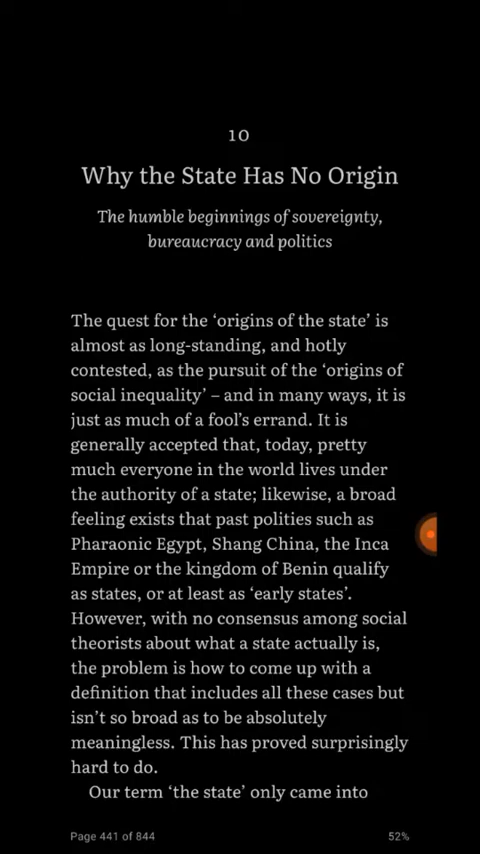 10
Why the State Has No Origin
The humble beginnings of sovereignty,
bureaucracy and politics
The quest for the ‘origins of the state’ is
almost as long-standing, and hotly
contested, as the pursuit of the ‘origins of
social inequality’ – and in many ways, it is
just as much of a fool’s errand. It is
generally accepted that, today, pretty
much everyone in the world lives under
the authority of a state; likewise, a broad
feeling exists that past polities such as
Pharaonic Egypt, Shang China, the Inca
Empire or the kingdom of Benin qualify
as states, or at least as ‘early states’.
However, with no consensus among social
theorists about what a state actually is,
the problem is how to come up with a
definition that includes all these cases but
isn’t so broad as to be absolutely
meaningless. This has proved surprisingly
hard to do.
Our term ‘the state’ only came into
Page 441 of 844
52%